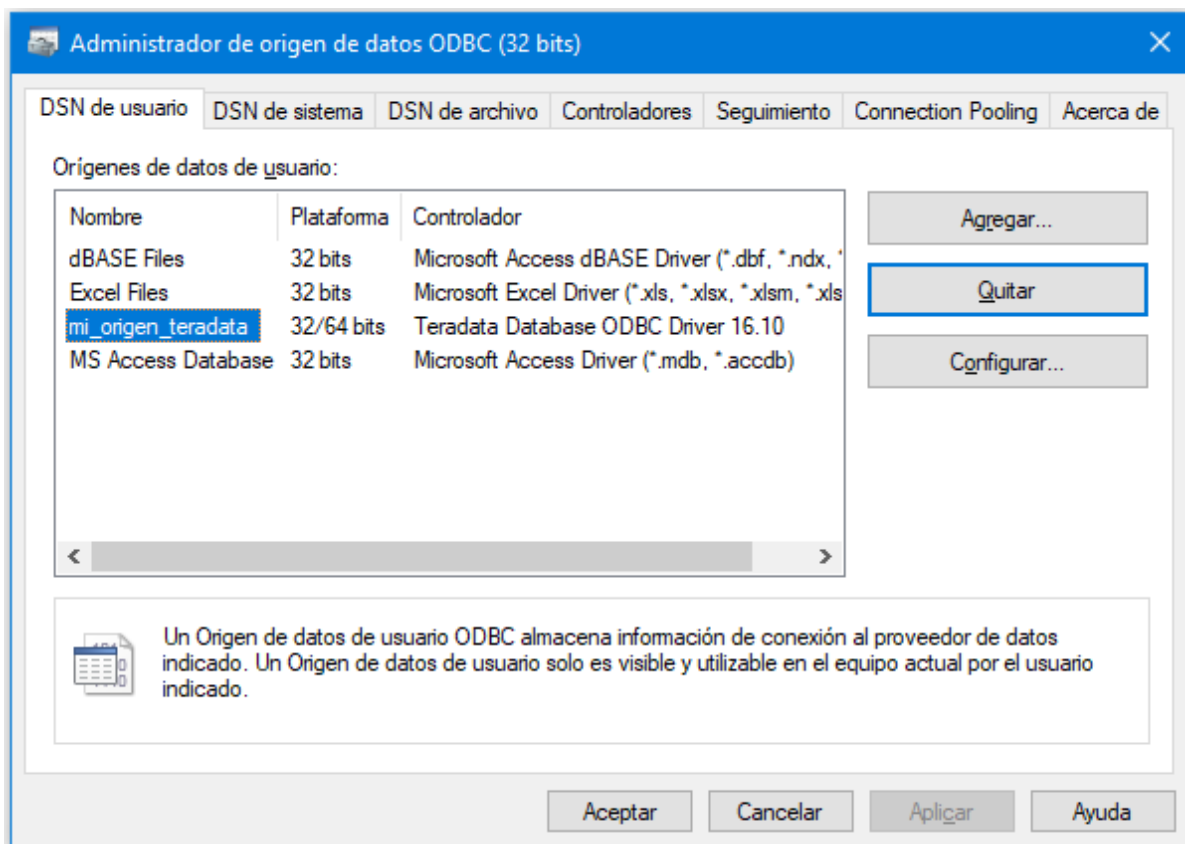 Administrador de origen de datos ODBC (32 bits)
DSN de usuario DSN de sistema DSN de archivo Controladores Seguimiento Connection Pooling Acerca de
Orígenes de datos de usuario:
Nombre Plataforma Controlador
dBASE Files 32 bits Microsoft Access dBASE Driver (*.dbf, *.ndx, *
Excel Files 32 bits Microsoft Excel Driver (*.xls, *.xlsx, *.xlsm, *.xls
mi_origen_teradata 32/64 bits Teradata Database ODBC Driver 16.10
MS Access Database 32 bits Microsoft Access Driver (*.mdb, *.accdb)
Agregar...
Quitar
Configurar...
Un Origen de datos de usuario ODBC almacena información de conexión al proveedor de datos
indicado. Un Origen de datos de usuario solo es visible y utilizable en el equipo actual por el usuario
indicado.
Aceptar Cancelar Aplicar Ayuda